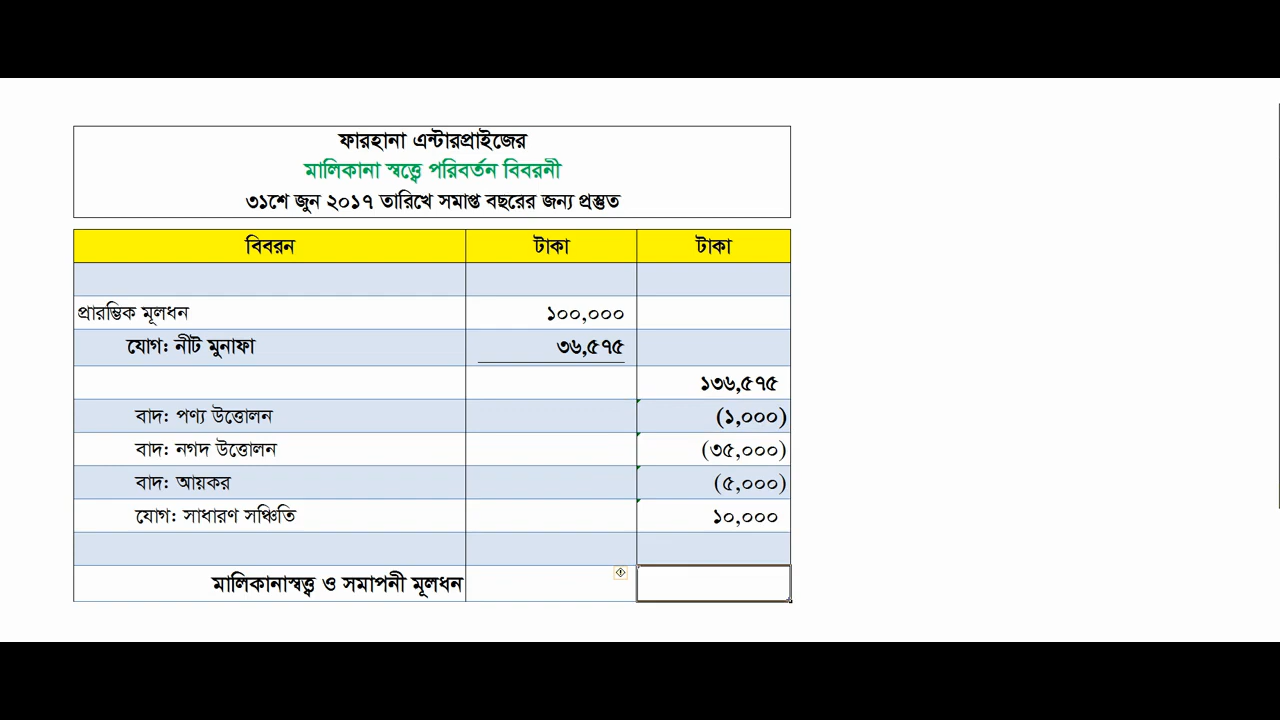 ফারহানা এন্টারপ্রাইজের
মালিকানা স্বত্ত্বে পরিবর্তন বিবরনী
৩১শে জুন ২০১৭ তারিখে সমাপ্ত বছরের জন্য প্রস্তুত
বিবরন টাকা টাকা
প্রারম্ভিক মূলধন ১০০,০০০
যোগ: নীট মুনাফা ৩৬,৫৭৫
১৩৬,৫৭৫
বাদ: পণ্য উত্তোলন (১,০০০)
বাদ: নগদ উত্তোলন (৩৫,০০০)
বাদ: আয়কর (৫,০০০)
যোগ: সাধারণ সঞ্চিতি ১০,০০০
মালিকানাস্বত্ত্ব ও সমাপনী মূলধন